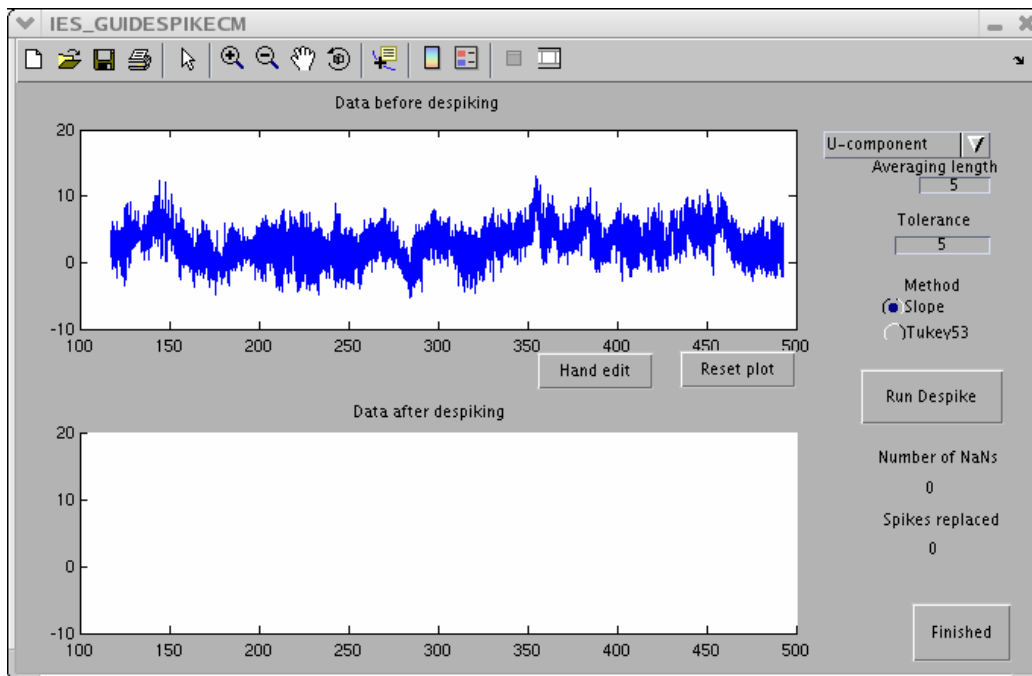 IES_GUIDESPIKECM
Data before despiking
20
10
0
-10
100 150 200 250 300 350 400 450 500
U-component
Averaging length
5
Tolerance
5
Method
Slope
Tukey53
Hand edit
Reset plot
Run Despike
Data after despiking
20
10
0
-10
100 150 200 250 300 350 400 450 500
Number of NaNs
0
Spikes replaced
0
Finished